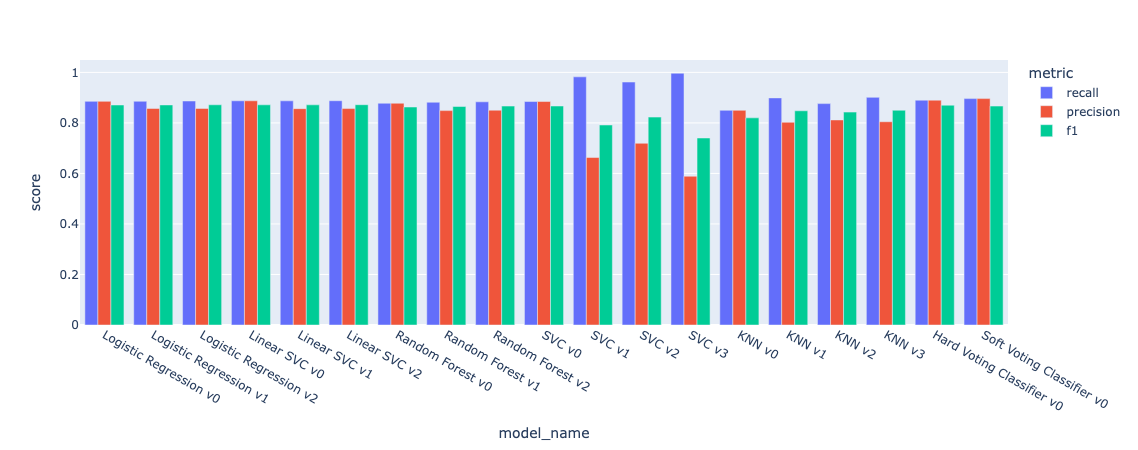 metric
recall
precision
f1
1
0.8
0.6
0.4
0.2
0
score
Logistic Regression v0
Logistic Regression v1
Logistic Regression v2
Linear SVC v0
Linear SVC v1
Linear SVC v2
Random Forest v0
Random Forest v1
Random Forest v2
SVC v0
SVC v1
SVC v2
SVC v3
KNN v0
KNN v1
KNN v2
KNN v3
Hard Voting Classifier v0
Soft Voting Classifier v0
model_name